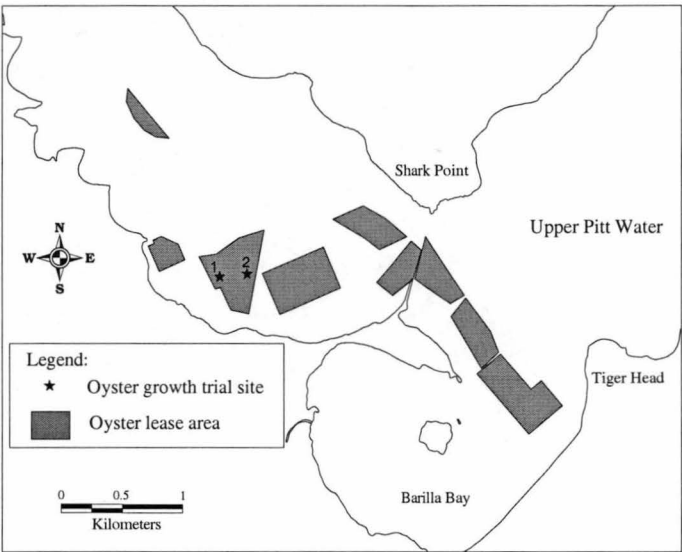 Shark Point
Upper Pitt Water
N
W E
S
1 2
Legend:
Oyster growth trial site
Oyster lease area
Tiger Head
Barilla Bay
0 0.5 1
Kilometers